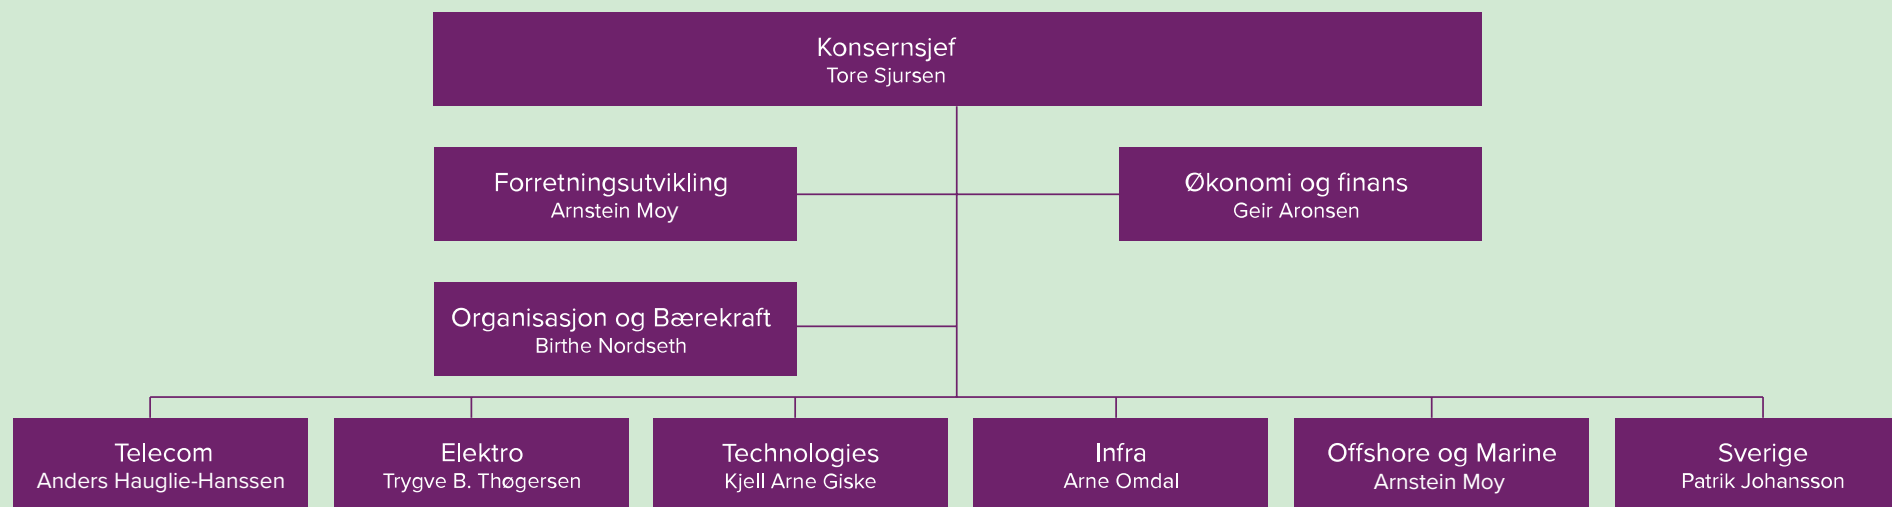 Konsernsjef
Tore Sjursen
Forretningsutvikling
Arnstein Moy
Økonomi og finans
Geir Aronsen
Organisasjon og Bærekraft
Birthe Nordseth
Telecom
Anders Hauglie-Hanssen
Elektro
Trygve B. Thøgersen
Technologies
Kjell Arne Giske
Infra
Arne Omdal
Offshore og Marine
Arnstein Moy
Sverige
Patrik Johansson